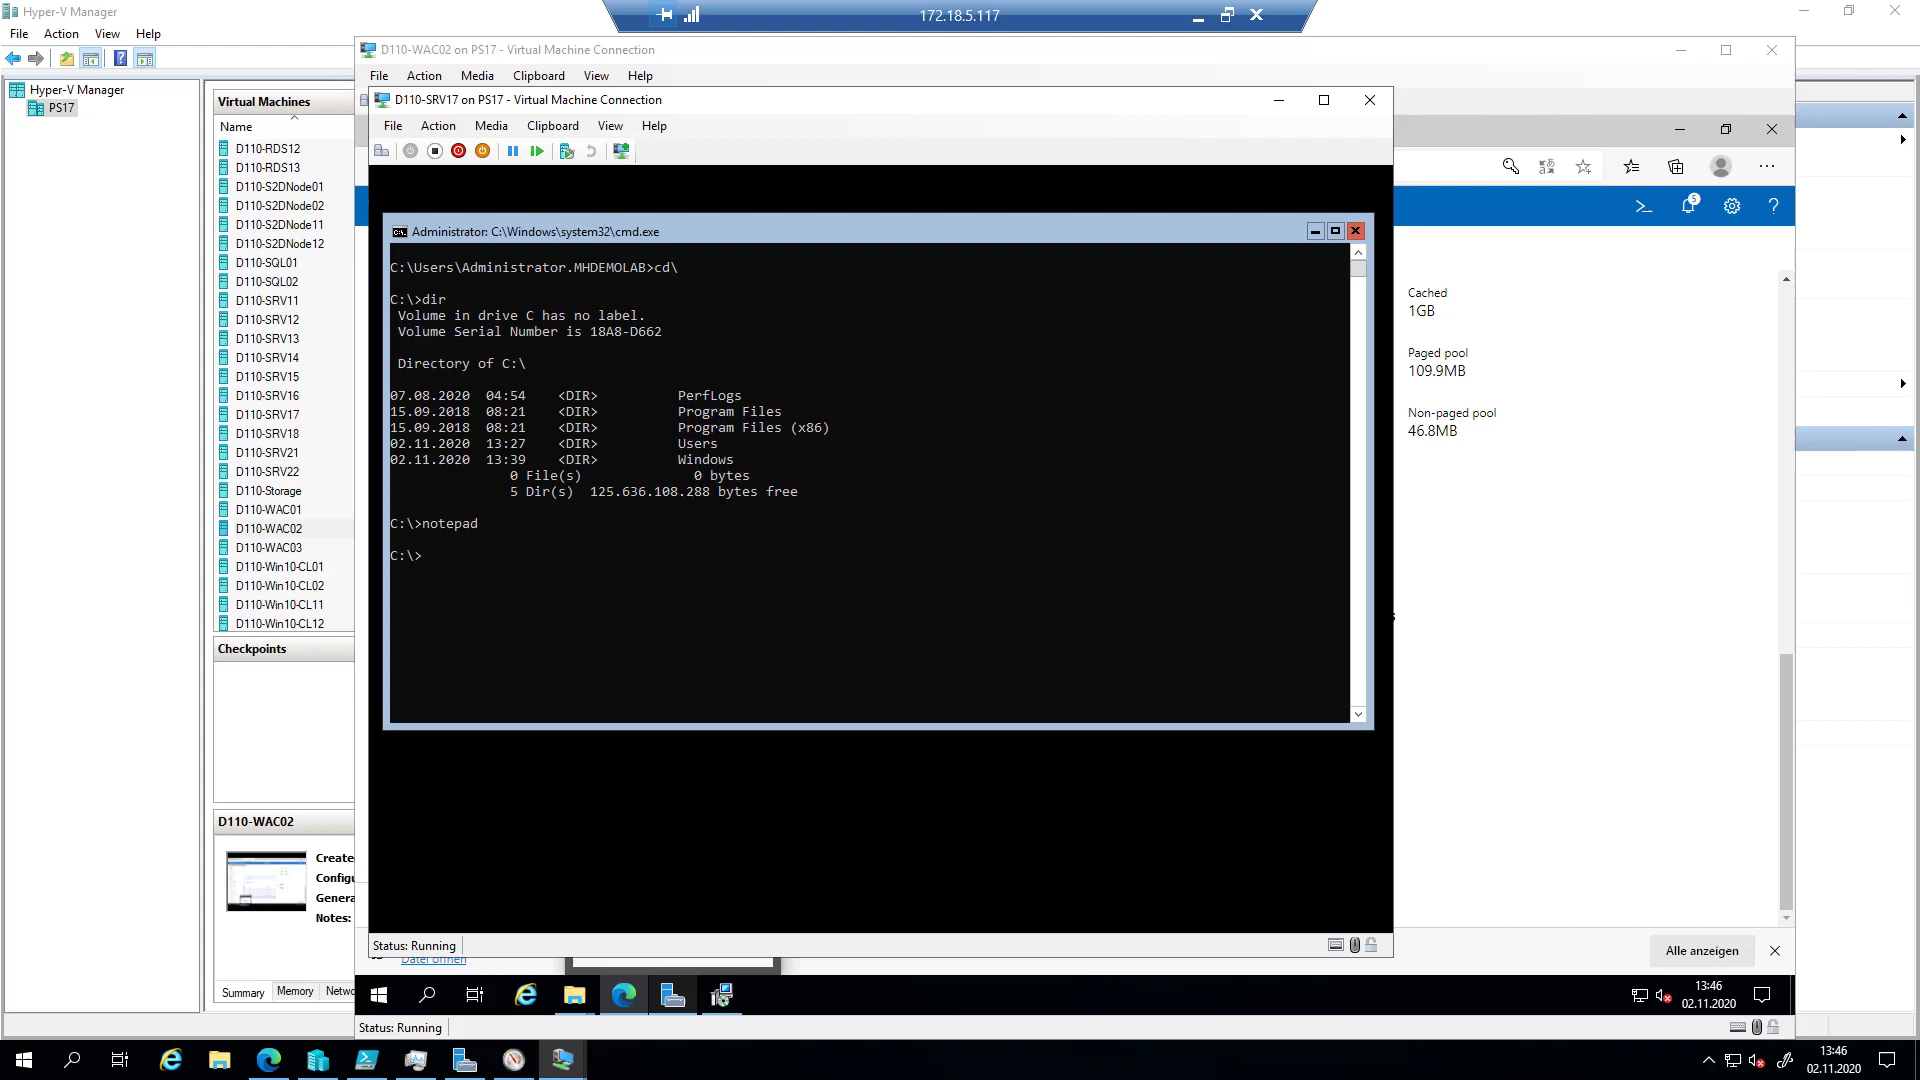 Hyper-V Manager
File Action View Help
172.18.5.117
Hyper-V Manager
PS17
Virtual Machines
Name
D110-RDS12
D110-RDS13
D110-S2DNode01
D110-S2DNode02
D110-S2DNode11
D110-S2DNode12
D110-SQL01
D110-SQL02
D110-SRV11
D110-SRV12
D110-SRV13
D110-SRV14
D110-SRV15
D110-SRV16
D110-SRV17
D110-SRV18
D110-SRV21
D110-SRV22
D110-Storage
D110-WAC01
D110-WAC02
D110-WAC03
D110-Win10-CL01
D110-Win10-CL02
D110-Win10-CL11
D110-Win10-CL12
Checkpoints
D110-WAC02
Create
Config
Genera
Notes:
Summary Memory Netwo
D110-WAC02 on PS17 - Virtual Machine Connection
File Action Media Clipboard View Help
D110-SRV17 on PS17 - Virtual Machine Connection
File Action Media Clipboard View Help
Administrator: C:\Windows\system32\cmd.exe
C:\Users\Administrator.MHDEMOLAB>cd\
C:\>dir
Volume in drive C has no label.
Volume Serial Number is 18A8-D662
Directory of C:\
07.08.2020 04:54 <DIR> PerfLogs
15.09.2018 08:21 <DIR> Program Files
15.09.2018 08:21 <DIR> Program Files (x86)
02.11.2020 13:27 <DIR> Users
02.11.2020 13:39 <DIR> Windows
0 File(s) 0 bytes
5 Dir(s) 125.636.108.288 bytes free
C:\>notepad
C:\>
Status: Running
5
Cached
1GB
Paged pool
109.9MB
Non-paged pool
46.8MB
Datei öffnen
Alle anzeigen
13:46
02.11.2020
Status: Running
13:46
02.11.2020